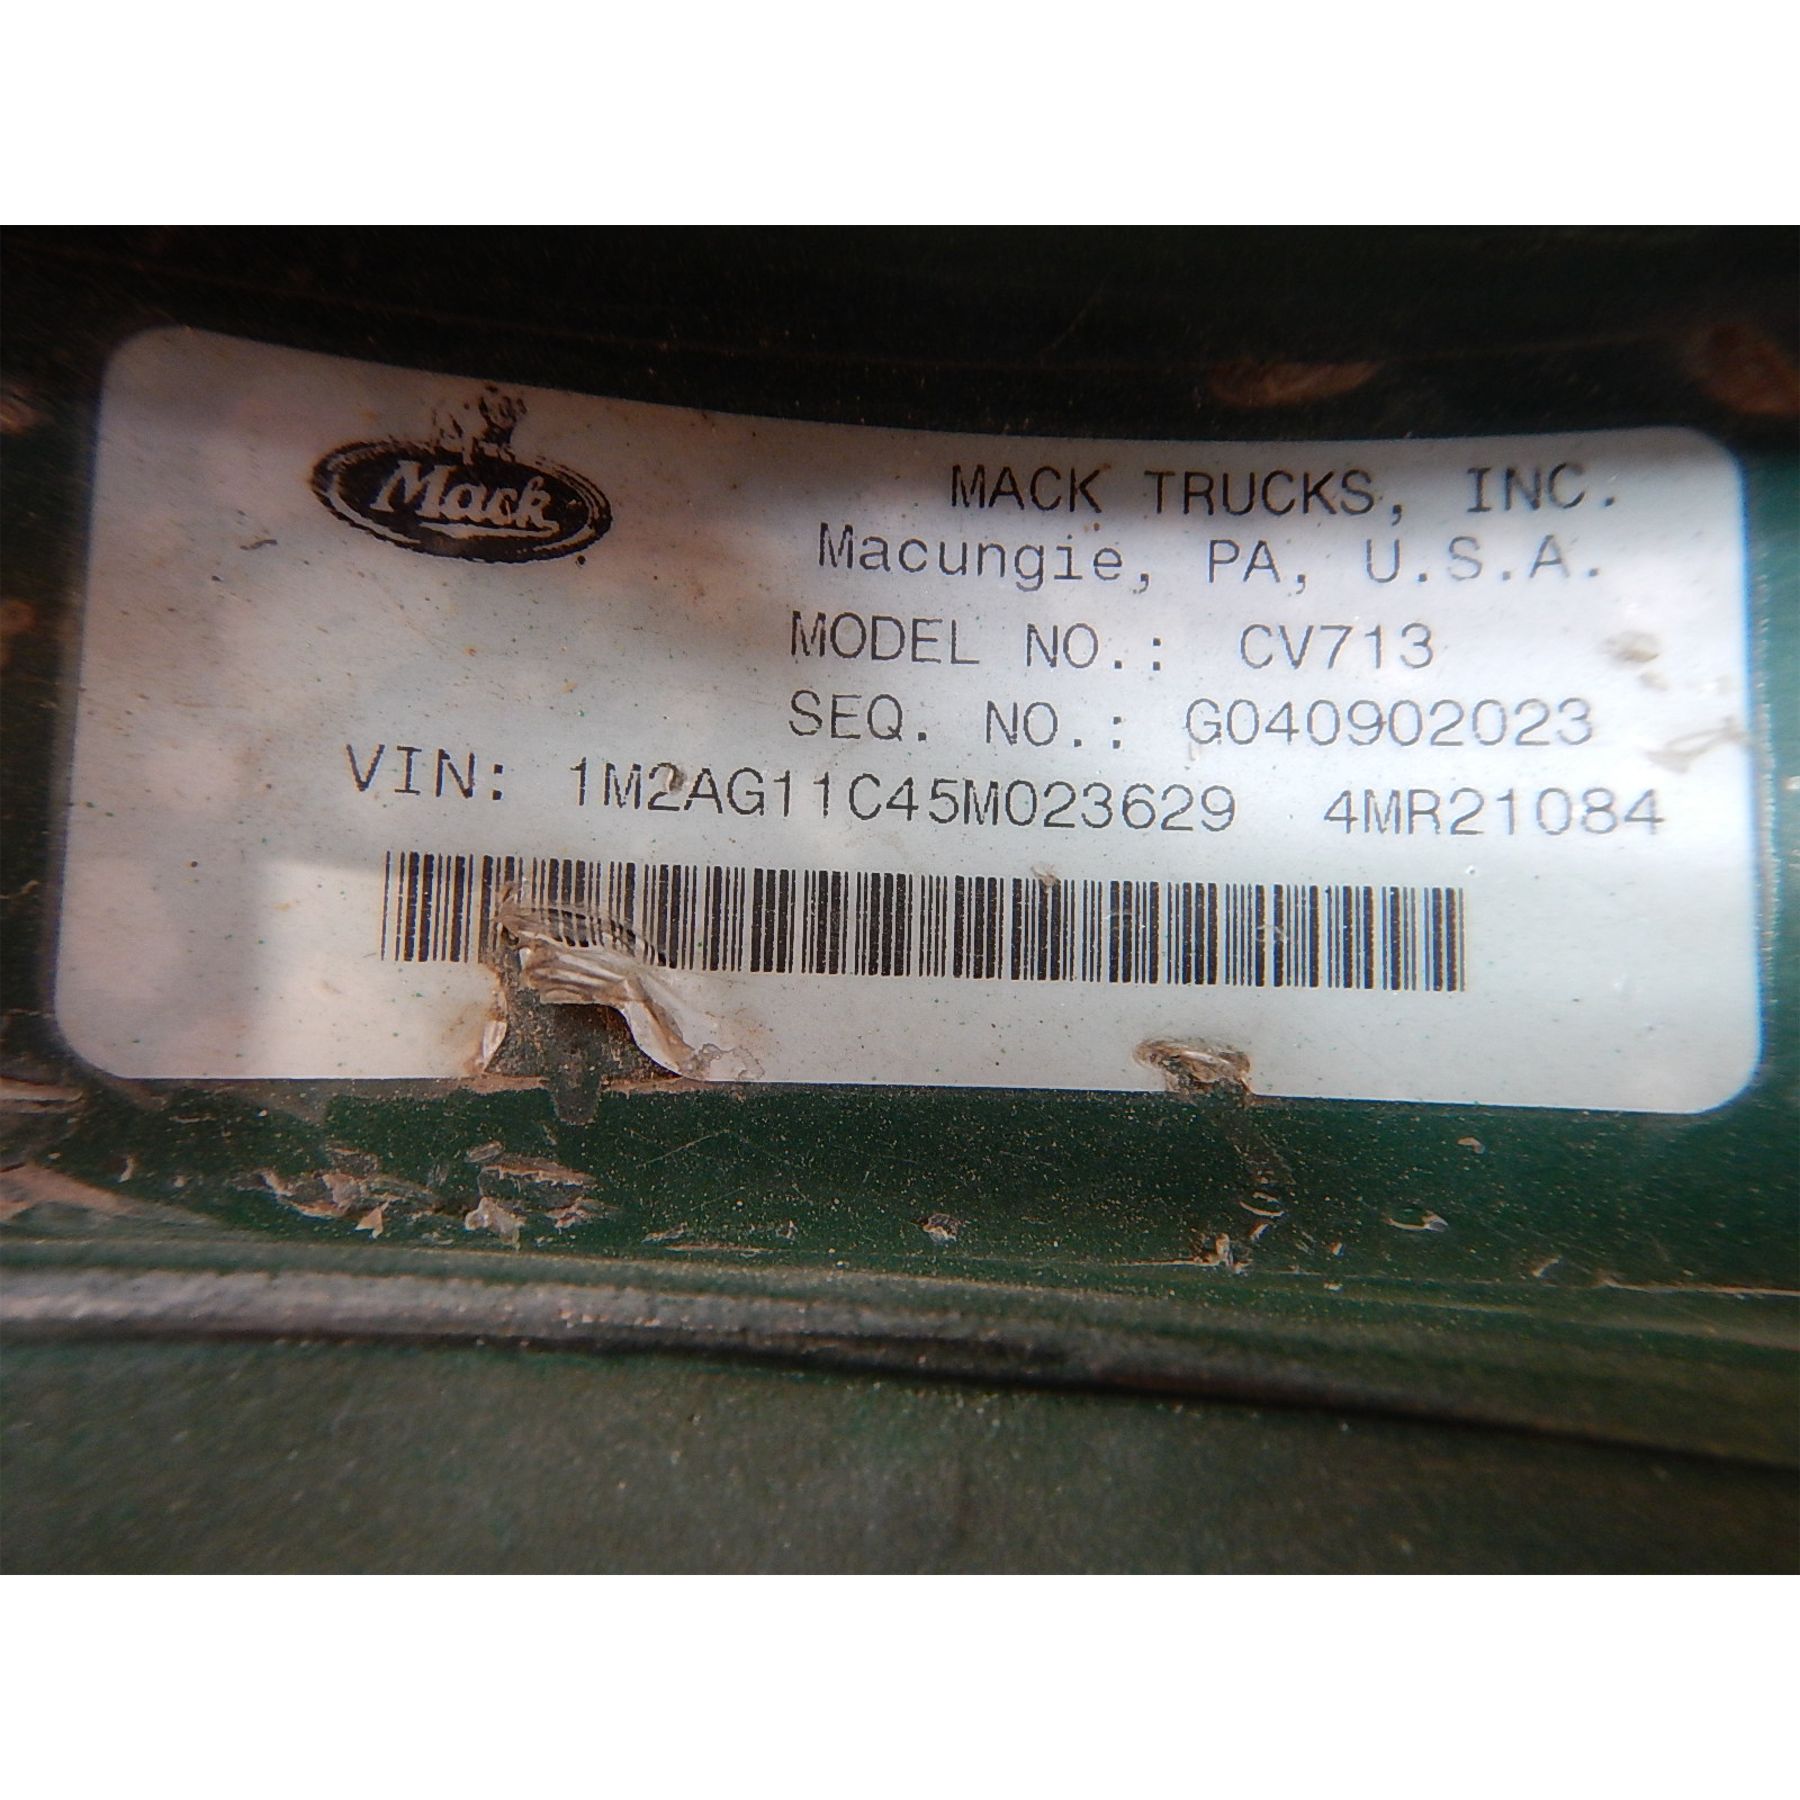 Mack
MACK TRUCKS, INC.
Macungie, PA, U.S.A.
MODEL NO.: CV713
SEQ. NO.: G040902023
VIN: 1M2AG11C45M023629 4MR21084